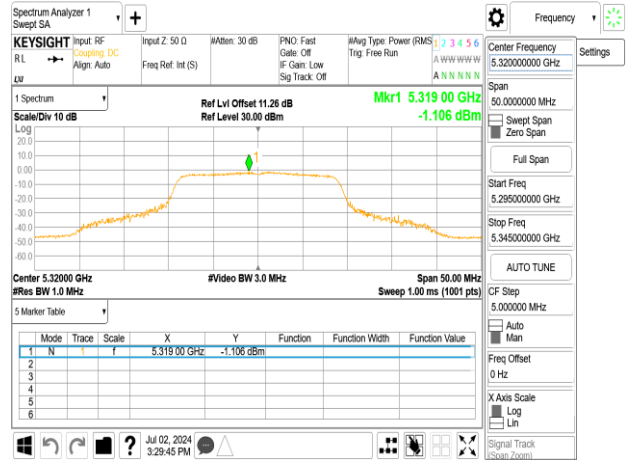 Spectrum Analyzer 1
Swept SA
+
Frequency
Settings
KEYSIGHT
RL
LW
Input: RF
Coupling: DC
Align: Auto
Input Z: 50 Ω
Freq Ref: Int (S)
#Atten: 30 dB
PNO: Fast
Gate: Off
IF Gain: Low
Sig Track: Off
#Avg Type: Power (RMS
Trig: Free Run
1 2 3 4 5 6
A W W W W W
A N N N N N
1 Spectrum
Scale/Div 10 dB
Ref Lvl Offset 11.26 dB
Ref Level 30.00 dBm
Mkr1 5.319 00 GHz
-1.106 dBm
Log
20.0
10.0
0.00
-10.0
-20.0
-30.0
-40.0
-50.0
-60.0
1
Center 5.32000 GHz
#Res BW 1.0 MHz
#Video BW 3.0 MHz
Span 50.00 MHz
Sweep 1.00 ms (1001 pts)
5 Marker Table
Mode Trace Scale X Y Function Function Width Function Value
1 N 1 f 5.319 00 GHz -1.106 dBm
2
3
4
5
6
Jul 02, 2024
3:29:45 PM
Center Frequency
5.320000000 GHz
Span
50.0000000 MHz
Swept Span
Zero Span
Full Span
Start Freq
5.295000000 GHz
Stop Freq
5.345000000 GHz
AUTO TUNE
CF Step
5.000000 MHz
Auto
Man
Freq Offset
0 Hz
X Axis Scale
Log
Lin
Signal Track
(Span Zoom)